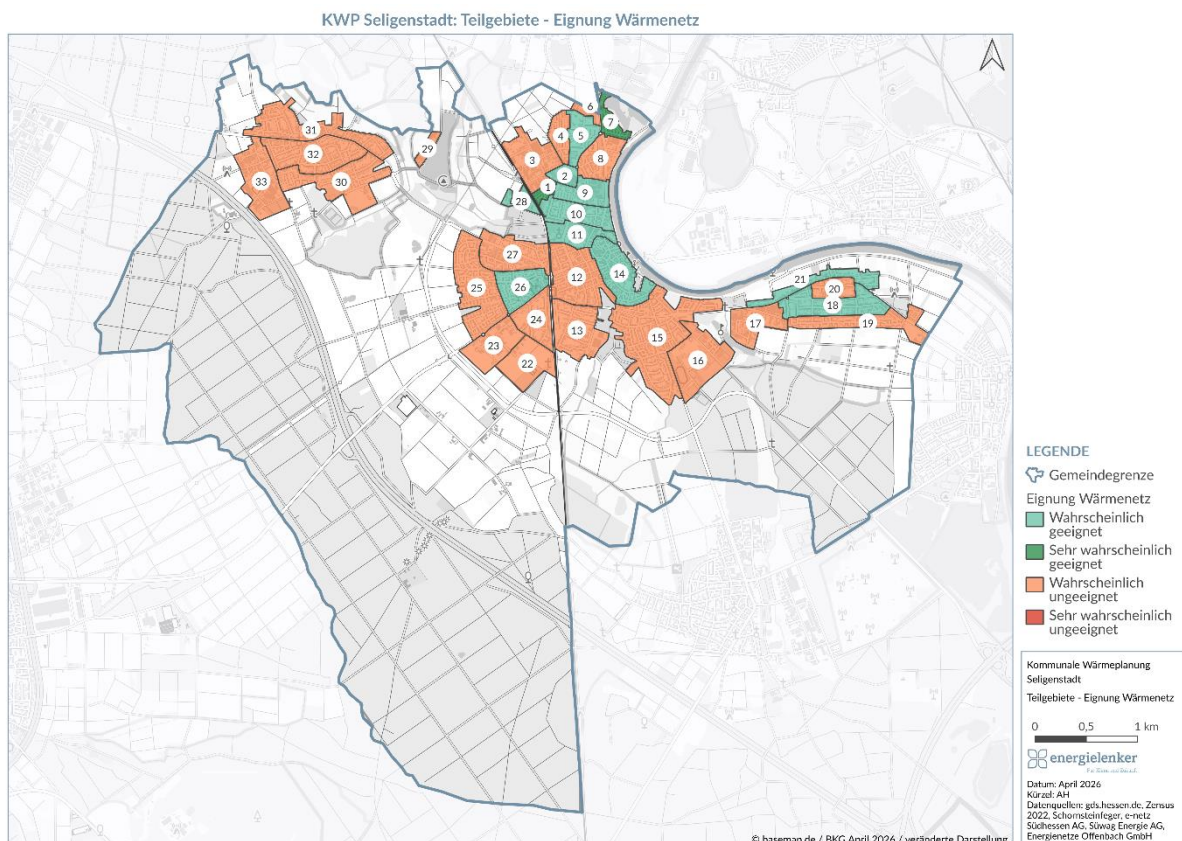 KWP Seligenstadt: Teilgebiete - Eignung Wärmenetz
6
7
4
5
31
29
3
8
32
2
33
30
1
9
28
10
11
27
12
14
21
25
26
20
18
24
13
15
17
19
23
16
22
LEGENDE
Gemeindegrenze
Eignung Wärmenetz
Wahrscheinlich
geeignet
Sehr wahrscheinlich
geeignet
Wahrscheinlich
ungeeignet
Sehr wahrscheinlich
ungeeignet
Kommunale Wärmeplanung
Seligenstadt
Teilgebiete - Eignung Wärmenetz
0 0,5 1 km
energielenker
Datum: April 2026
Kürzel: AH
Datenquellen: gds.hessen.de, Zensus
2022, Schornsteinfeger, e-netz
Südhessen AG, Süwag Energie AG,
Energienetze Offenbach GmbH
© basemap.de / BKG April 2026 / veränderte Darstellung